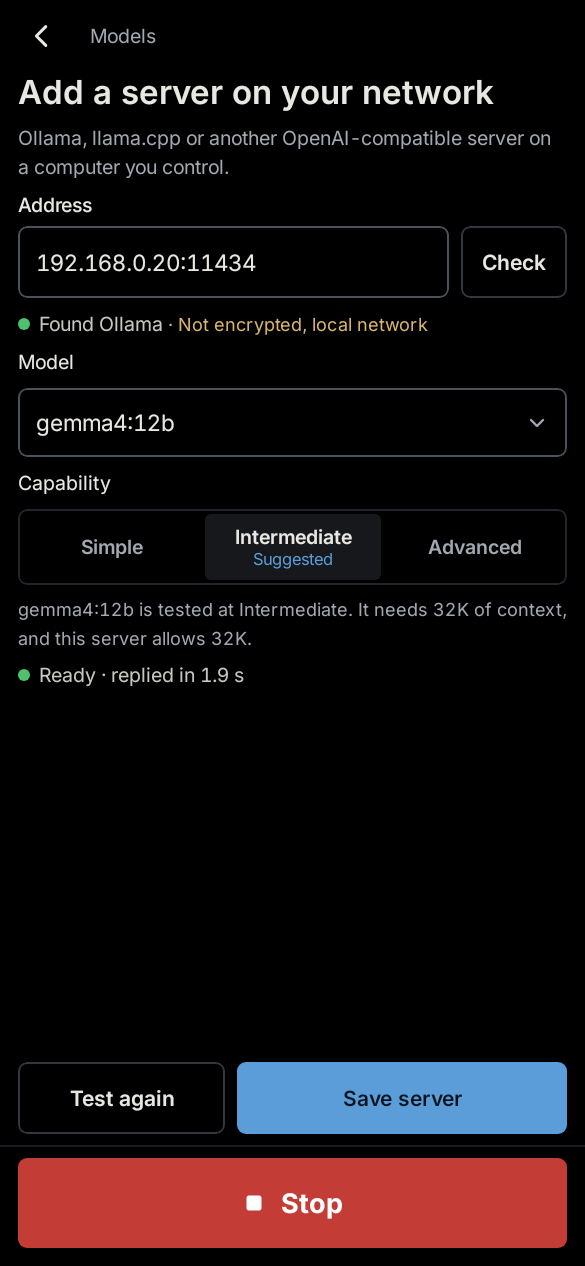 Models
Add a server on your network
Ollama, llama.cpp or another OpenAI-compatible server on
a computer you control.
Address
192.168.0.20:11434
Check
Found Ollama · Not encrypted, local network
Model
gemma4:12b
Capability
Simple
Intermediate
Suggested
Advanced
gemma4:12b is tested at Intermediate. It needs 32K of context,
and this server allows 32K.
Ready · replied in 1.9 s
Test again
Save server
Stop